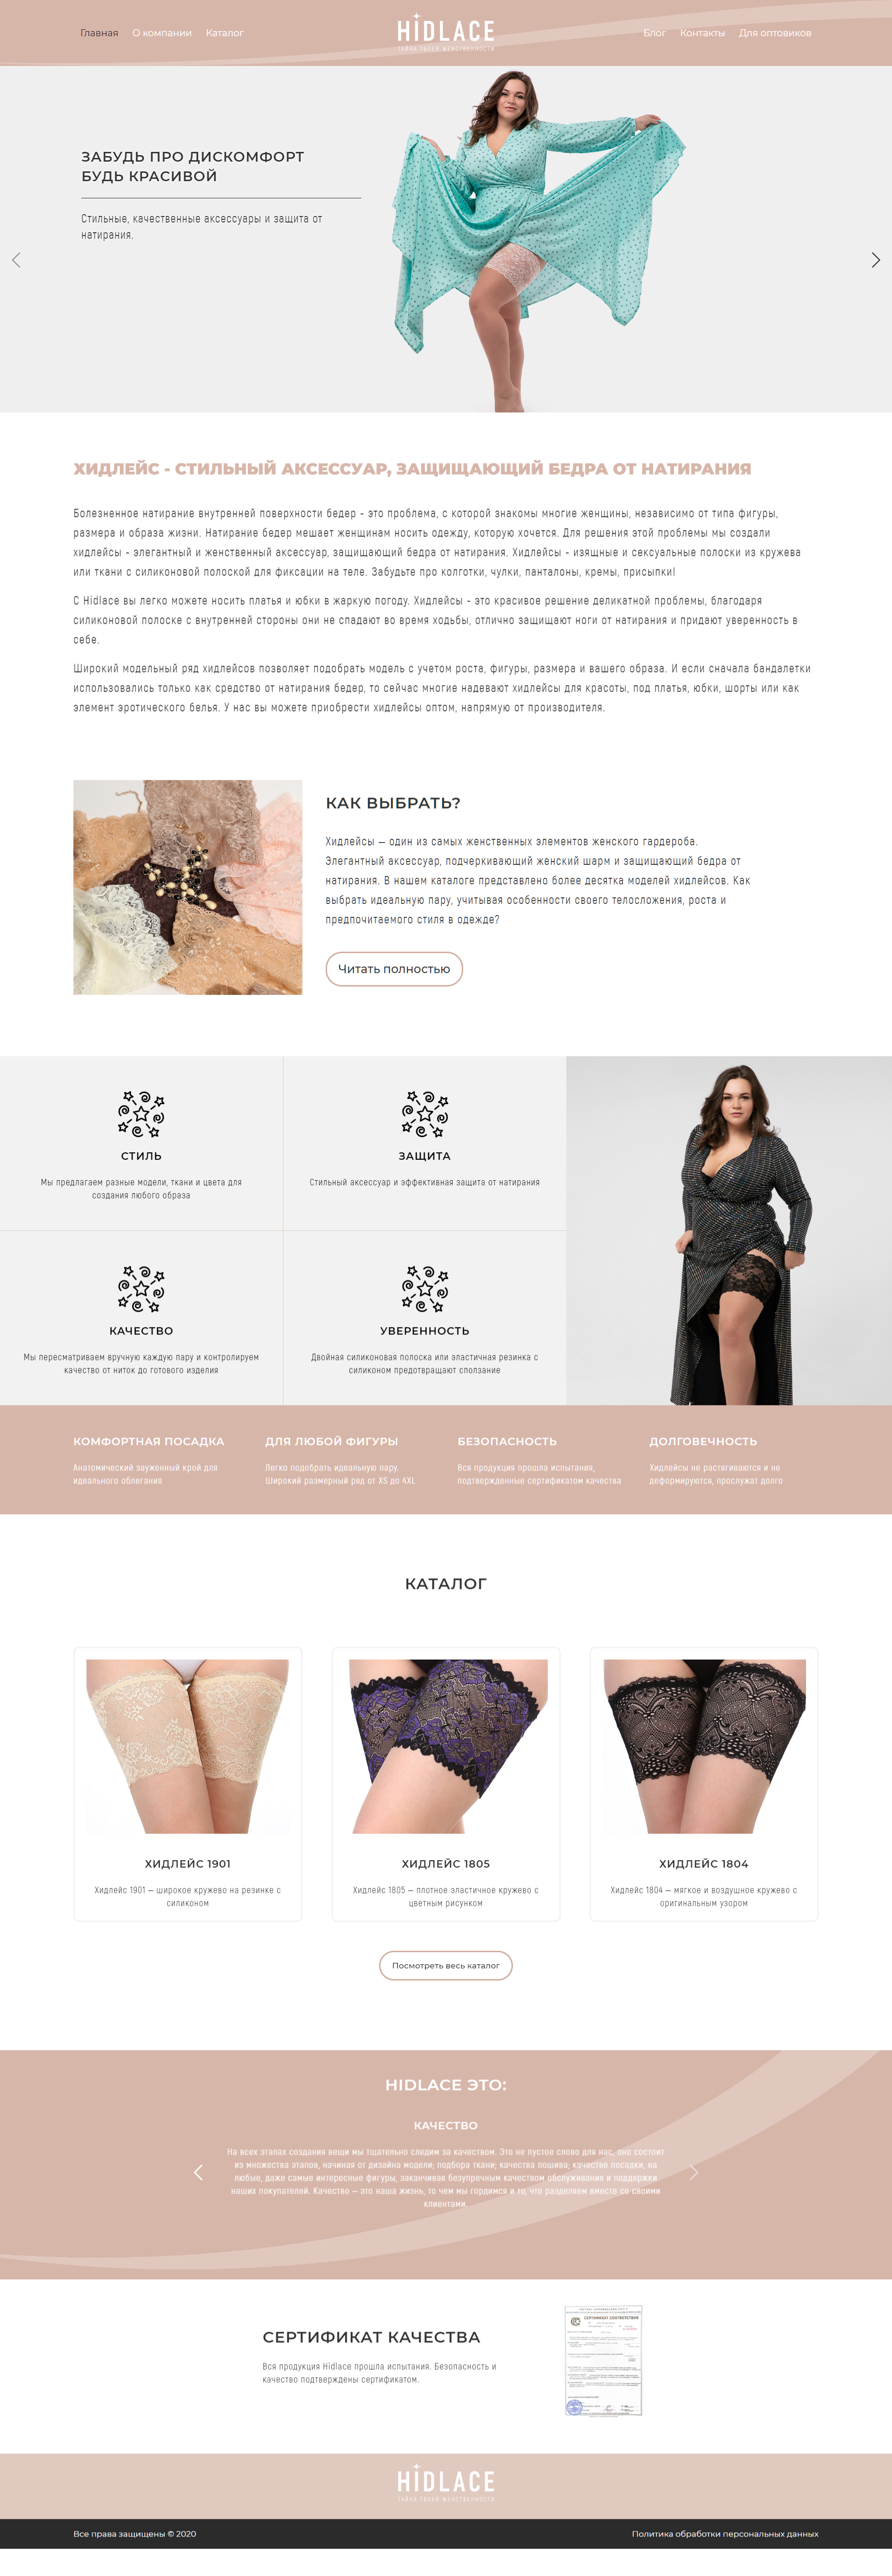 Главная О компании Каталог
HIDLACE
ТАЙНА ТВОЕЙ ЖЕНСТВЕННОСТИ
Блог Контакты Для оптовиков
ЗАБУДЬ ПРО ДИСКОМФОРТ
БУДЬ КРАСИВОЙ
Стильные, качественные аксессуары и защита от
натирания.
ХИДЛЕЙС - СТИЛЬНЫЙ АКСЕССУАР, ЗАЩИЩАЮЩИЙ БЕДРА ОТ НАТИРАНИЯ
Болезненное натирание внутренней поверхности бедер - это проблема, с которой знакомы многие женщины, независимо от типа фигуры,
размера и образа жизни. Натирание бедер мешает женщинам носить одежду, которую хочется. Для решения этой проблемы мы создали
хидлейсы - элегантный и женственный аксессуар, защищающий бедра от натирания. Хидлейсы - изящные и сексуальные полоски из кружева
или ткани с силиконовой полоской для фиксации на теле. Забудьте про колготки, чулки, панталоны, кремы, присыпки!
С Hidlace вы легко можете носить платья и юбки в жаркую погоду. Хидлейсы - это красивое решение деликатной проблемы, благодаря
силиконовой полоске с внутренней стороны они не спадают во время ходьбы, отлично защищают ноги от натирания и придают уверенность в
себе.
Широкий модельный ряд хидлейсов позволяет подобрать модель с учетом роста, фигуры, размера и вашего образа. И если сначала бандалетки
использовались только как средство от натирания бедер, то сейчас многие надевают хидлейсы для красоты, под платья, юбки, шорты или как
элемент эротического белья. У нас вы можете приобрести хидлейсы оптом, напрямую от производителя.
КАК ВЫБРАТЬ?
Хидлейсы — один из самых женственных элементов женского гардероба.
Элегантный аксессуар, подчеркивающий женский шарм и защищающий бедра от
натирания. В нашем каталоге представлено более десятка моделей хидлейсов. Как
выбрать идеальную пару, учитывая особенности своего телосложения, роста и
предпочитаемого стиля в одежде?
Читать полностью
СТИЛЬ
Мы предлагаем разные модели, ткани и цвета для
создания любого образа
ЗАЩИТА
Стильный аксессуар и эффективная защита от натирания
КАЧЕСТВО
Мы пересматриваем вручную каждую пару и контролируем
качество от ниток до готового изделия
УВЕРЕННОСТЬ
Двойная силиконовая полоска или эластичная резинка с
силиконом предотвращают сползание
КОМФОРТНАЯ ПОСАДКА
Анатомический зауженный крой для
идеального облегания
ДЛЯ ЛЮБОЙ ФИГУРЫ
Легко подобрать идеальную пару.
Широкий размерный ряд от XS до 4XL
БЕЗОПАСНОСТЬ
Вся продукция прошла испытания,
подтвержденные сертификатом качества
ДОЛГОВЕЧНОСТЬ
Хидлейсы не растягиваются и не
деформируются, прослужат долго
КАТАЛОГ
ХИДЛЕЙС 1901
Хидлейс 1901 — широкое кружево на резинке с
силиконом
ХИДЛЕЙС 1805
Хидлейс 1805 — плотное эластичное кружево с
цветным рисунком
ХИДЛЕЙС 1804
Хидлейс 1804 — мягкое и воздушное кружево с
оригинальным узором
Посмотреть весь каталог
HIDLACE ЭТО:
КАЧЕСТВО
На всех этапах создания вещи мы тщательно следим за качеством. Это не пустое слово для нас, оно состоит
из множества этапов, начиная от дизайна модели; подбора ткани; качества пошива; качестве посадки, на
любые, даже самые интересные фигуры, заканчивая безупречным качеством обслуживания и поддержки
наших покупателей. Качество — это наша жизнь, то чем мы гордимся и то, что разделяем вместе со своими
клиентами.
СЕРТИФИКАТ КАЧЕСТВА
Вся продукция Hidlace прошла испытания. Безопасность и
качество подтверждены сертификатом.
СЕРТИФИКАТ СООТВЕТСТВИЯ
HIDLACE
ТАЙНА ТВОЕЙ ЖЕНСТВЕННОСТИ
Все права защищены © 2020
Политика обработки персональных данных